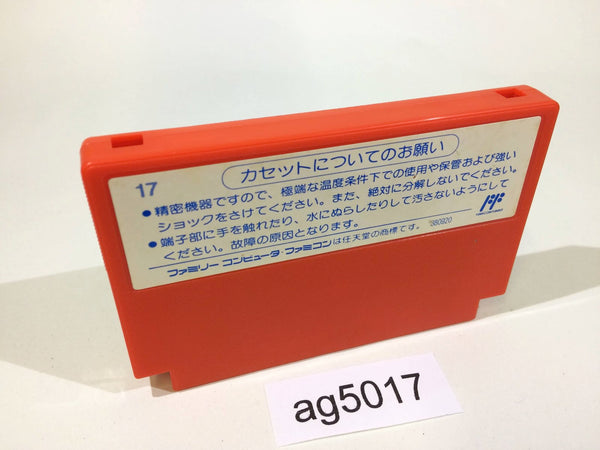 17
カセットについてのお願い
●精密機器ですので、極端な温度条件下での使用や保管および強い
ショックをさけてください。また、絶対に分解しないでください。
●端子部に手を触れたり、水にぬらしたりして汚さないようにして
ください。故障の原因となります。
ファミリー コンピュータ・ファミコンは任天堂の商標です。
880920
ag5017